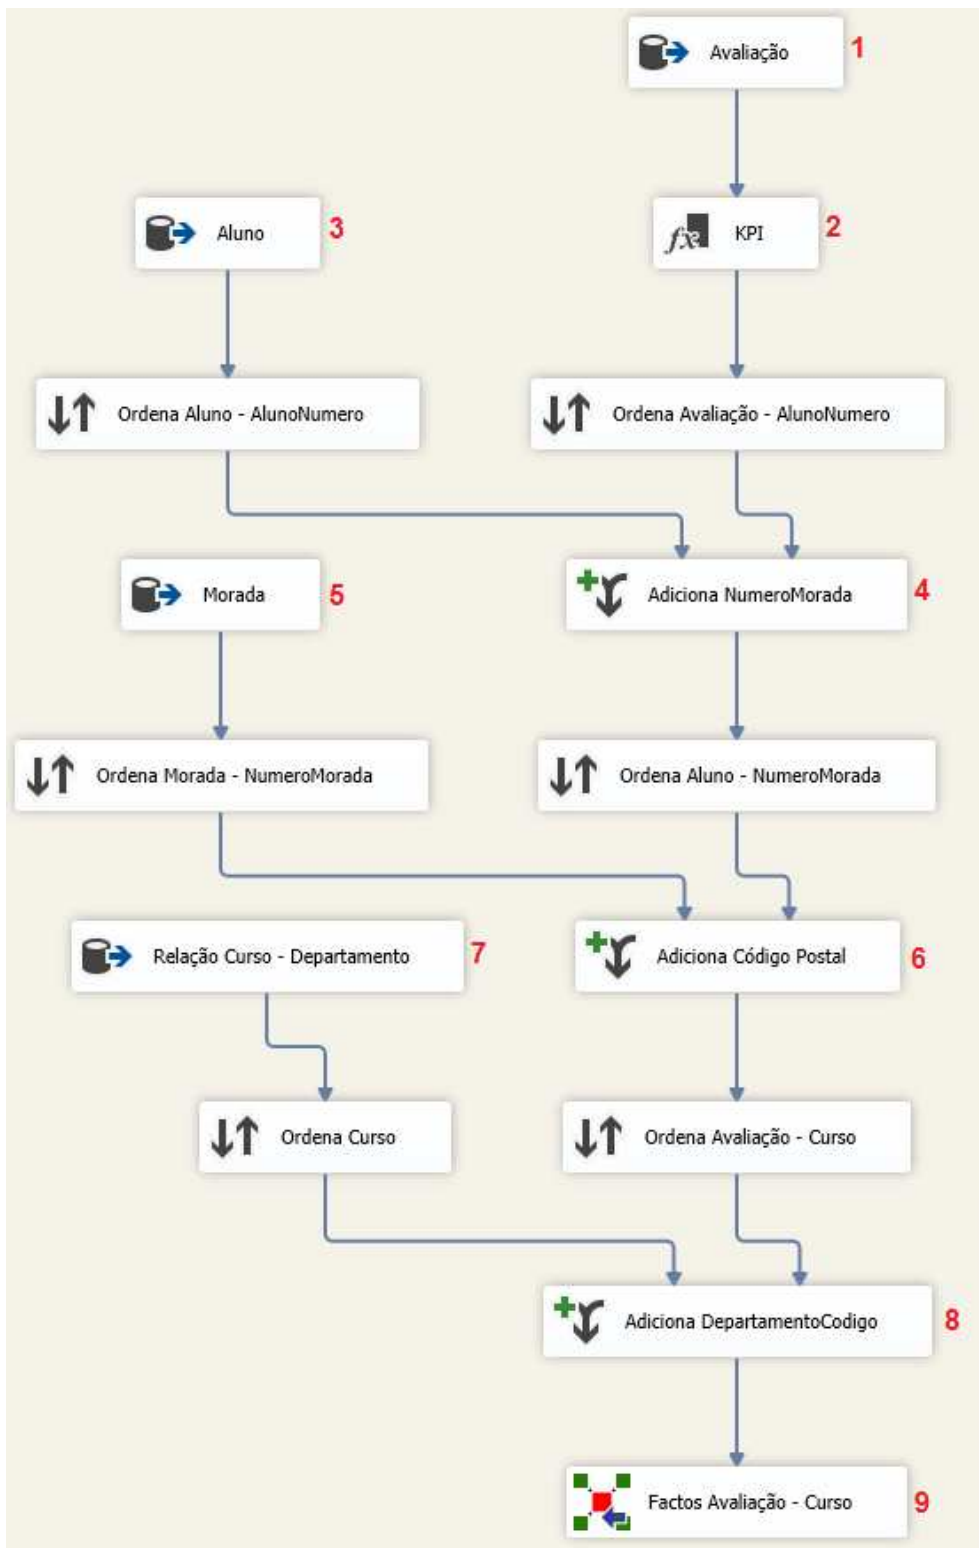 Avaliação 1
Aluno 3
KPI 2
Ordena Aluno - AlunoNumero
Ordena Avaliação - AlunoNumero
Morada 5
Adiciona NumeroMorada 4
Ordena Morada - NumeroMorada
Ordena Aluno - NumeroMorada
Relação Curso - Departamento 7
Adiciona Código Postal 6
Ordena Curso
Ordena Avaliação - Curso
Adiciona DepartamentoCodigo 8
Factos Avaliação - Curso 9